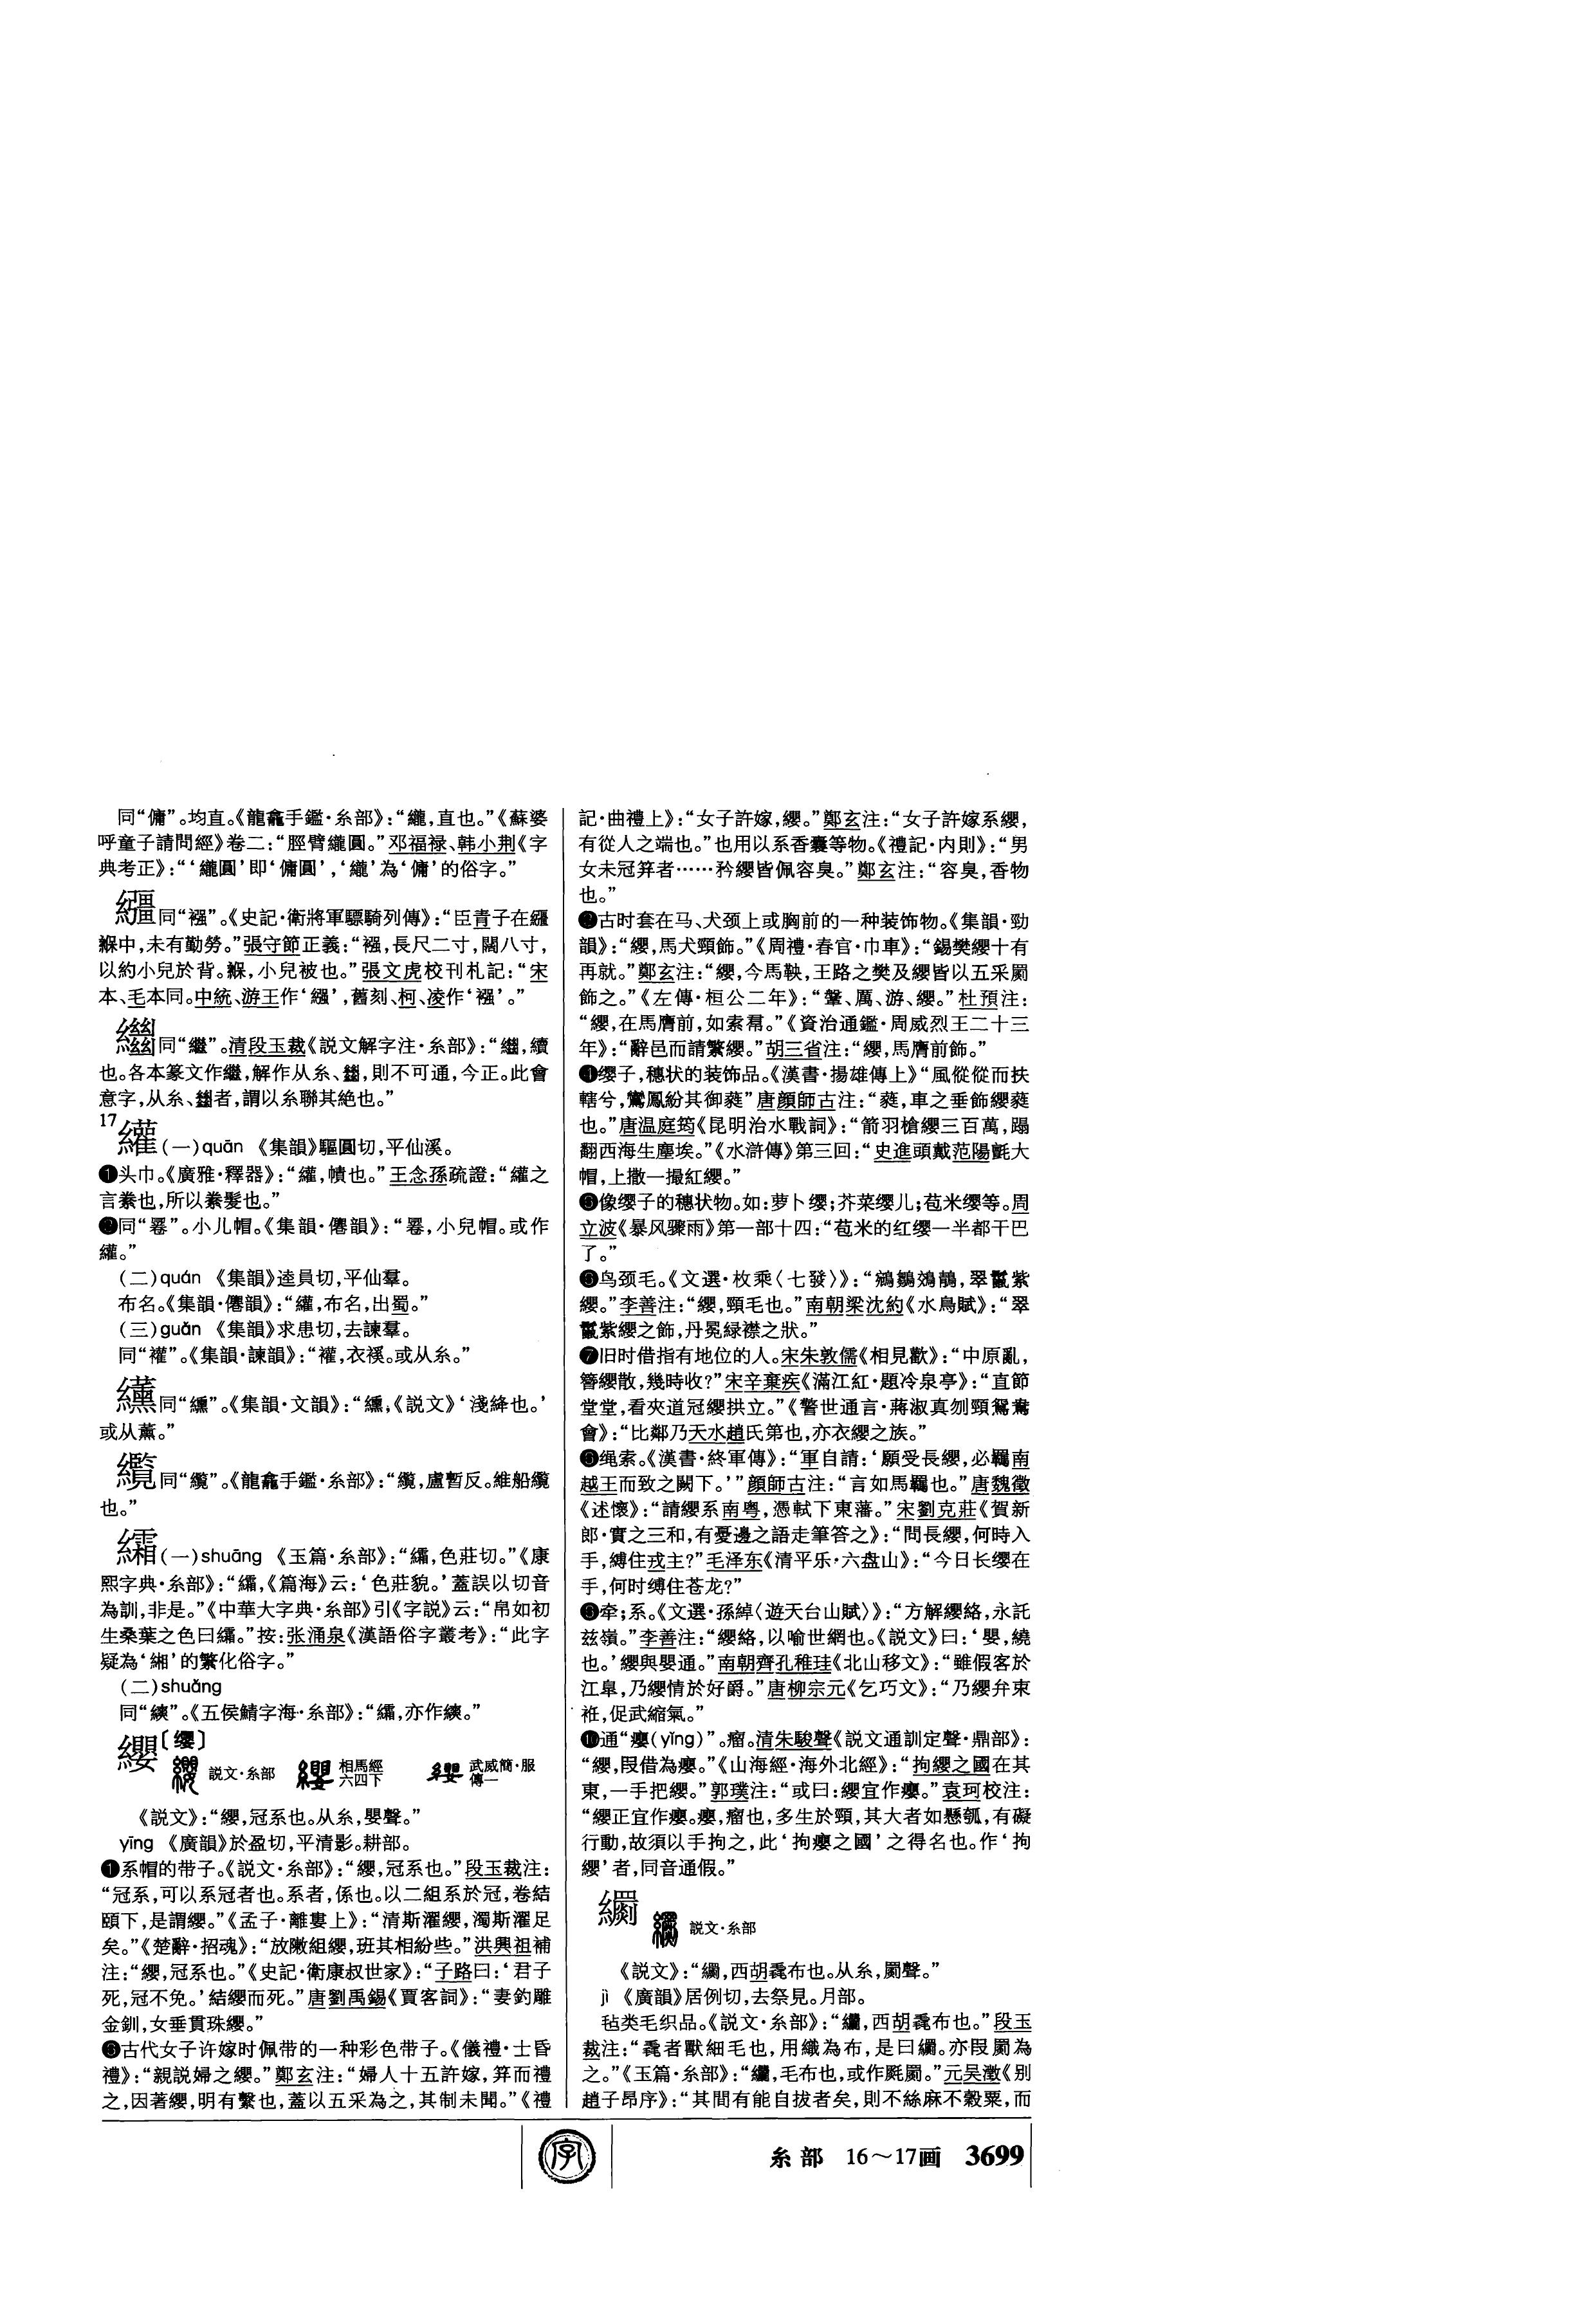 同“傭”。均直。《龍龕手鑑·糸部》：“𦆯，直也。”《蘇婆
呼童子請問經》卷二：“脛臂𦆯圓。”邓福禄、韩小荆《字
典考正》：“‘𦆯圓’即‘傭圓’，‘𦆯’為‘傭’的俗字。”
繮同“襁”。《史記·衛將軍驃騎列傳》：“臣青子在繈
緥中，未有勤勞。”張守節正義：“襁，長尺二寸，闊八寸，
以約小兒於背。緥，小兒被也。”張文虎校刊札記：“宋
本、毛本同。中統、游王作‘繈’，舊刻、柯、凌作‘襁’。”
同“繼”。清段玉裁《説文解字注·糸部》：“，續
也。各本篆文作繼，解作从糸、，則不可通，今正。此會
意字，从糸、者，謂以糸聯其絶也。”
17
纙(一)quān 《集韻》驅圓切，平仙溪。
❶头巾。《廣雅·釋器》：“，幘也。”王念孫疏證：“之
言絭也，所以絭髮也。”
❷同“”。小儿帽。《集韻·僊韻》：“，小兒帽。或作
。”
(二)quán 《集韻》逵員切，平仙羣。
布名。《集韻·僊韻》：“，布名，出蜀。”
(三)guǎn 《集韻》求患切，去諫羣。
同“”。《集韻·諫韻》：“，衣䙎。或从糸。”
同“纁”。《集韻·文韻》：“纁，《説文》‘淺絳也。’
或从薰。”
同“纜”。《龍龕手鑑·糸部》：“，盧暫反。維船纜
也。”
(一)shuāng 《玉篇·糸部》：“，色莊切。”《康
熙字典·糸部》：“，《篇海》云：‘色莊貌。’蓋誤以切音
為訓，非是。”《中華大字典·糸部》引《字説》云：“帛如初
生桑葉之色曰。”按：张涌泉《漢語俗字叢考》：“此字
疑為‘緗’的繁化俗字。”
(二)shuǎng
同“”。《五侯鯖字海·糸部》：“，亦作。”
纓〔缨〕
説文·糸部 相馬經六四下 武威簡·服傳一
《説文》：“纓，冠系也。从糸，嬰聲。”
yīng 《廣韻》於盈切，平清影。耕部。
❶系帽的带子。《説文·糸部》：“纓，冠系也。”段玉裁注：
“冠系，可以系冠者也。系者，係也。以二組系於冠，卷結
頤下，是謂纓。”《孟子·離婁上》：“清斯濯纓，濁斯濯足
矣。”《楚辭·招魂》：“放敶組纓，班其相紛些。”洪興祖補
注：“纓，冠系也。”《史記·衛康叔世家》：“子路曰：‘君子
死，冠不免。’結纓而死。”唐劉禹錫《賈客詞》：“妻釣雕
金釧，女垂貫珠纓。”
❷古代女子许嫁时佩带的一种彩色带子。《儀禮·士昏
禮》：“親説婦之纓。”鄭玄注：“婦人十五許嫁，笄而禮
之，因著纓，明有繫也，蓋以五采為之，其制未聞。”《禮
記·曲禮上》：“女子許嫁，纓。”鄭玄注：“女子許嫁系纓，
有從人之端也。”也用以系香囊等物。《禮記·内則》：“男
女未冠笄者……衿纓皆佩容臭。”鄭玄注：“容臭，香物
也。”
❸古时套在马、犬颈上或胸前的一种装饰物。《集韻·勁
韻》：“纓，馬犬頸飾。”《周禮·春官·巾車》：“錫樊纓十有
再就。”鄭玄注：“纓，今馬鞅，王路之樊及纓皆以五采罽
飾之。”《左傳·桓公二年》：“鞶、厲、游、纓。”杜預注：
“纓，在馬膺前，如索帬。”《資治通鑑·周威烈王二十三
年》：“辭邑而請繁纓。”胡三省注：“纓，馬膺前飾。”
❹缨子，穗状的装饰品。《漢書·揚雄傳上》“風從從而扶
轄兮，鸞鳳紛其御蕤”唐顔師古注：“蕤，車之垂飾纓蕤
也。”唐温庭筠《昆明治水戰詞》：“箭羽槍纓三百萬，蹋
翻西海生塵埃。”《水滸傳》第三回：“史進頭戴范陽氈大
帽，上撒一撮紅纓。”
❺像缨子的穗状物。如：萝卜缨；芥菜缨儿；苞米缨等。周
立波《暴风骤雨》第一部十四：“苞米的红缨一半都干巴
了。”
❻鸟颈毛。《文選·枚乘〈七發〉》：“鵷鶵鵁鶄，翠鬣紫
纓。”李善注：“纓，頸毛也。”南朝梁沈約《水鳥賦》：“翠
鬣紫纓之飾，丹冕緑襟之狀。”
❼旧时借指有地位的人。宋朱敦儒《相見歡》：“中原亂，
簪纓散，幾時收？”宋辛棄疾《滿江紅·題冷泉亭》：“直節
堂堂，看夾道冠纓拱立。”《警世通言·蔣淑真刎頸鴛鴦
會》：“比鄰乃天水趙氏第也，亦衣纓之族。”
❽绳索。《漢書·終軍傳》：“軍自請：‘願受長纓，必羈南
越王而致之闕下。’”顔師古注：“言如馬羈也。”唐魏徵
《述懷》：“請纓系南粤，憑軾下東藩。”宋劉克莊《賀新
郎·實之三和，有憂邊之語走筆答之》：“問長纓，何時入
手，縛住戎主？”毛泽东《清平乐·六盘山》：“今日长缨在
手，何时缚住苍龙？”
❾牵；系。《文選·孫綽〈遊天台山賦〉》：“方解纓絡，永託
兹嶺。”李善注：“纓絡，以喻世網也。《説文》曰：‘嬰，繞
也。’纓與嬰通。”南朝齊孔稚珪《北山移文》：“雖假客於
江皐，乃纓情於好爵。”唐柳宗元《乞巧文》：“乃纓弁束
袵，促武縮氣。”
❿通“癭(yǐng)”。瘤。清朱駿聲《説文通訓定聲·鼎部》：
“纓，叚借為癭。”《山海經·海外北經》：“拘纓之國在其
東，一手把纓。”郭璞注：“或曰：纓宜作癭。”袁珂校注：
“纓正宜作癭。癭，瘤也，多生於頸，其大者如懸瓠，有礙
行動，故須以手拘之，此‘拘癭之國’之得名也。作‘拘
纓’者，同音通假。”
𦇧 説文·糸部
《説文》：“𦇧，西胡毳布也。从糸，罽聲。”
jì 《廣韻》居例切，去祭見。月部。
毡类毛织品。《説文·糸部》：“𦇧，西胡毳布也。”段玉
裁注：“毳者獸細毛也，用織為布，是曰𦇧。亦叚罽為
之。”《玉篇·糸部》：“𦇧，毛布也，或作㲯罽。”元吴澂《别
趙子昂序》：“其間有能自拔者矣，則不絲麻不穀粟，而
字
糸部 16～17画 3699